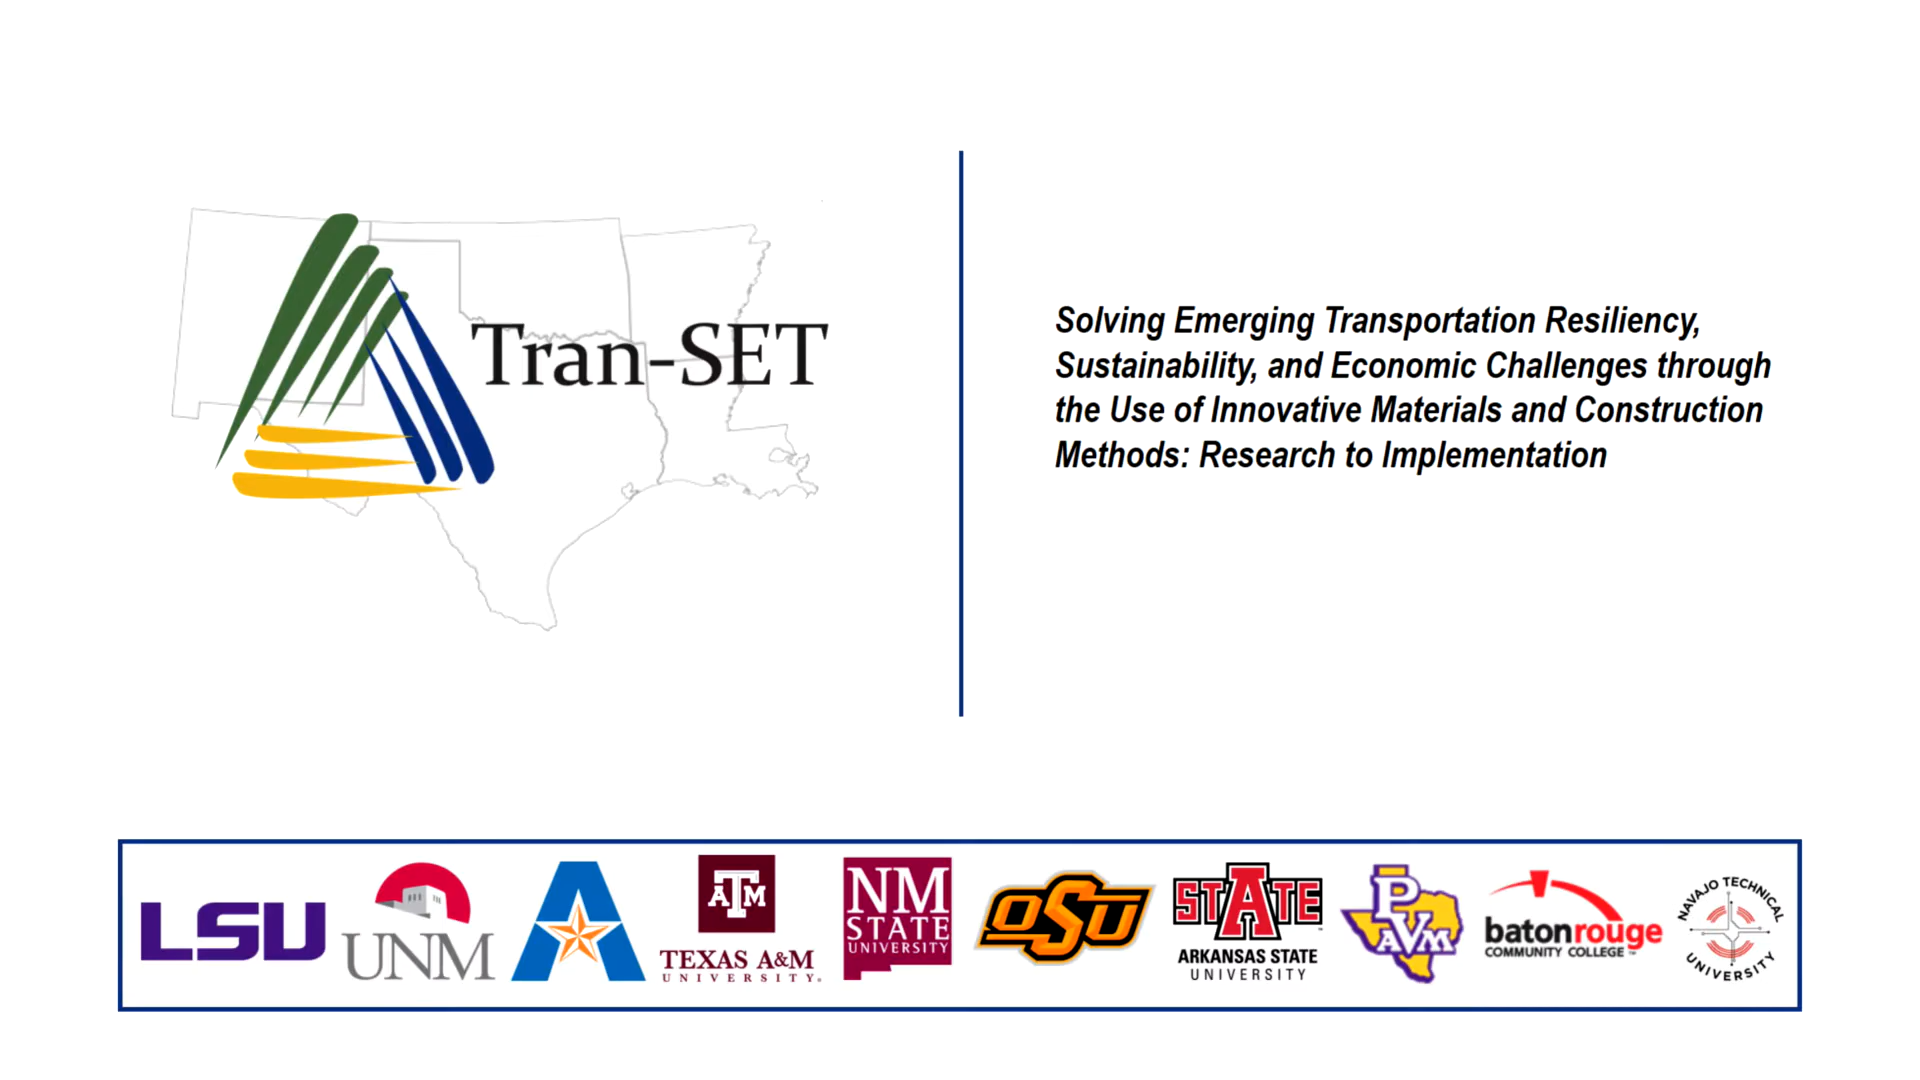 Tran-SET
Solving Emerging Transportation Resiliency,
Sustainability, and Economic Challenges through
the Use of Innovative Materials and Construction
Methods: Research to Implementation
LSU
UNM
A
ATM
TEXAS A&M
UNIVERSITY®
NM
STATE
UNIVERSITY
OSU
STATE
ARKANSAS STATE
UNIVERSITY
PVAM
batonrouge
COMMUNITY COLLEGE ™
NAVAJO TECHNICAL
UNIVERSITY